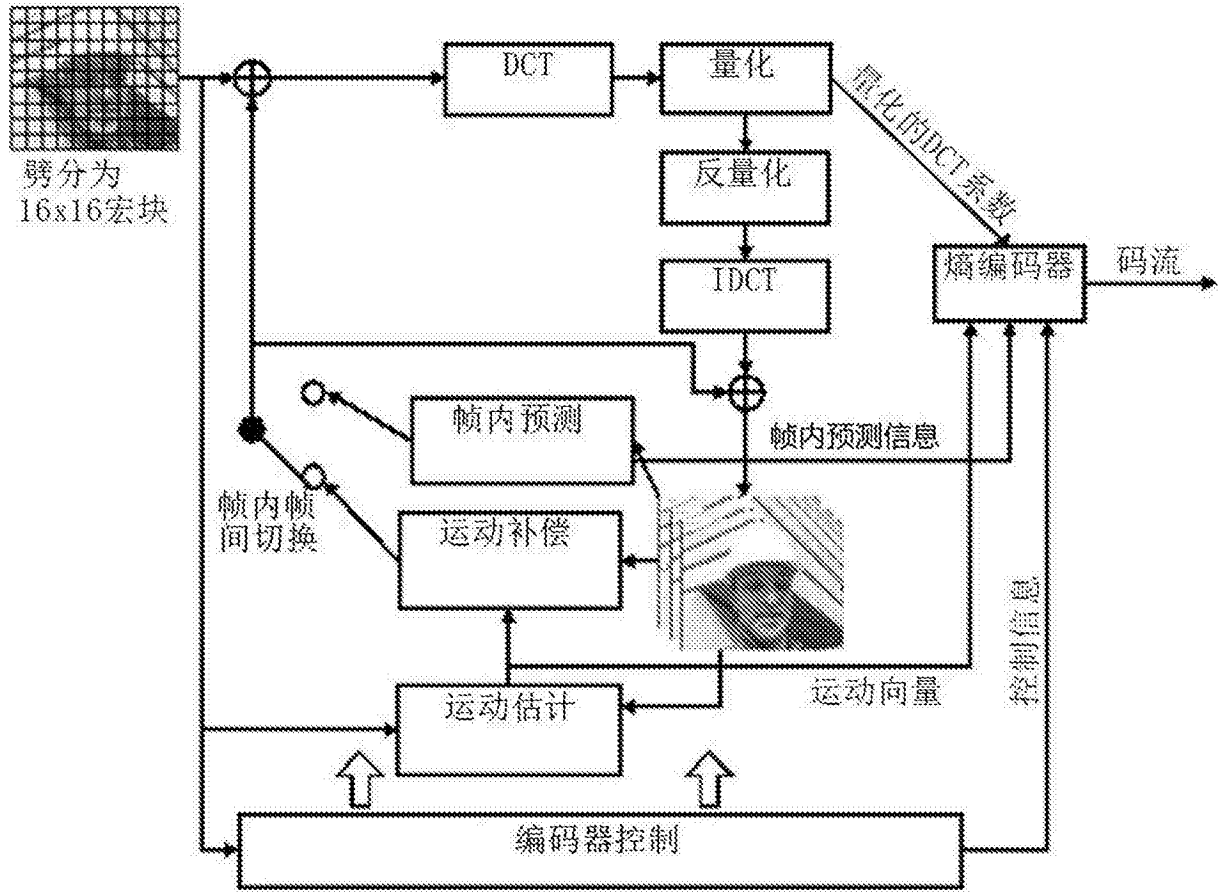 劈分为
16x16宏块
DCT
量化
量化的DCT系数
反量化
IDCT
熵编码器
码流
帧内预测
帧内预测信息
帧内帧
间切换
运动补偿
运动向量
控制信息
运动估计
编码器控制